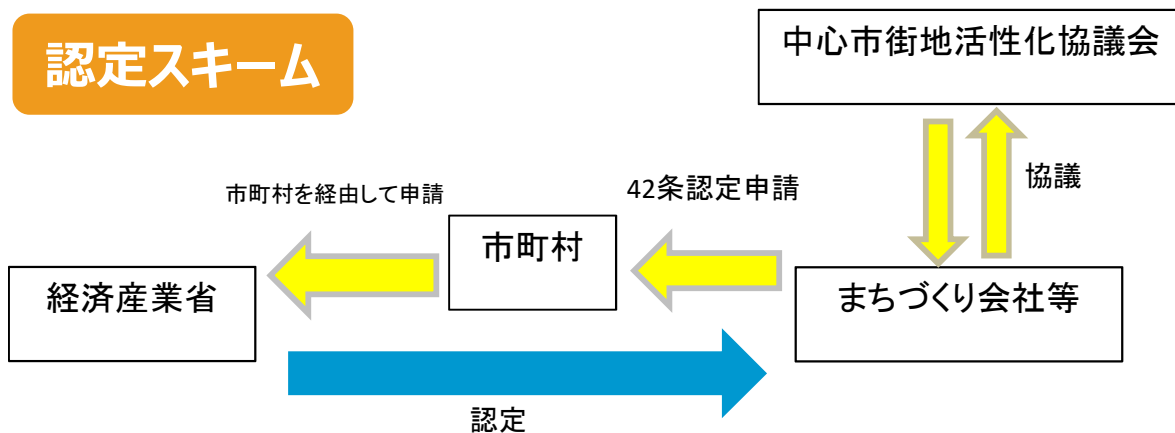 認定スキーム
中心市街地活性化協議会
協議
市町村を経由して申請
42条認定申請
市町村
経済産業省
まちづくり会社等
認定